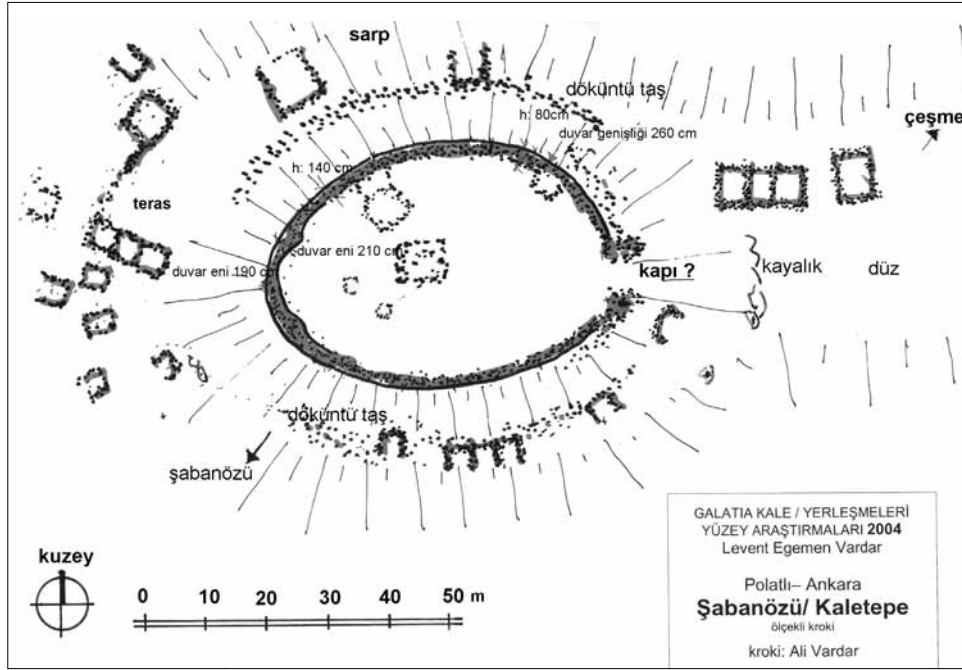 sarp
döküntü taş
h: 80cm
çeşme
duvar genişliği 260 cm
h: 140 cm
teras
duvar eni 210 cm
duvar eni 190 cm
kapı ?
kayalık
düz
döküntü taş
şabanözü
kuzey
0 10 20 30 40 50 m
GALATIA KALE / YERLEŞMELERİ
YÜZEY ARAŞTIRMALARI 2004
Levent Egemen Vardar
Polatlı– Ankara
Şabanözü/ Kaletepe
ölçekli kroki
kroki: Ali Vardar